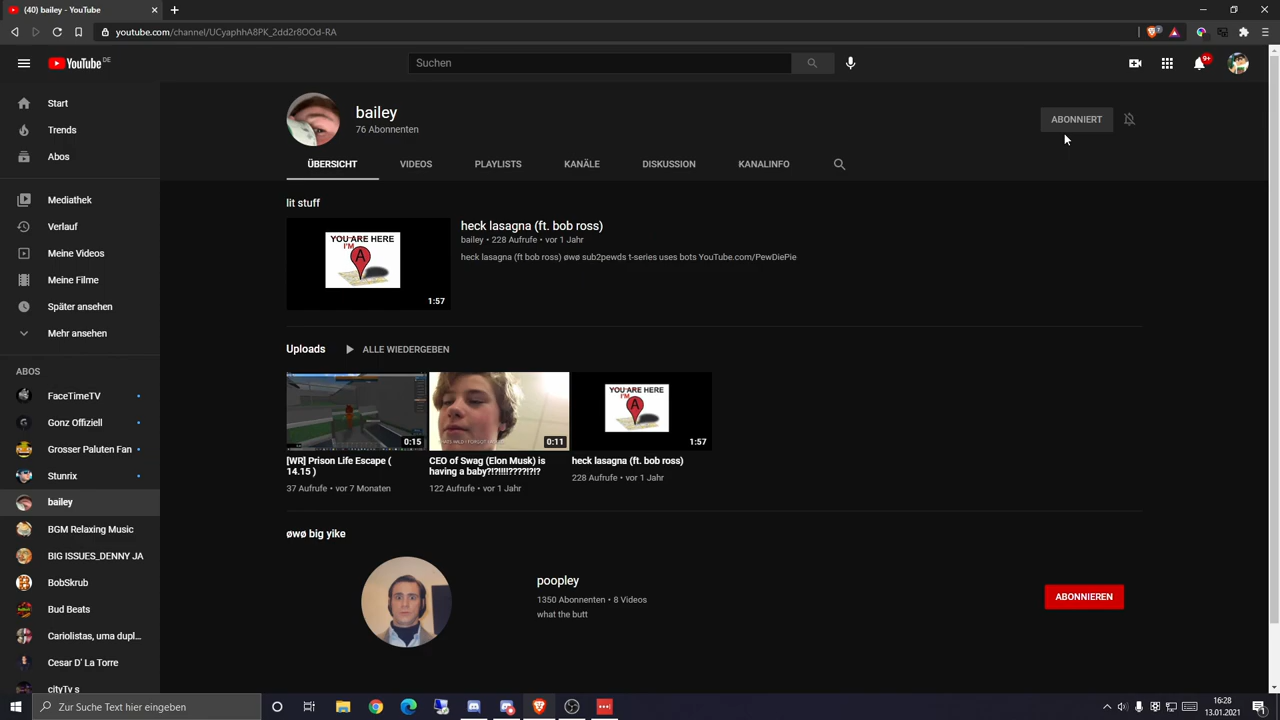 (40) bailey - YouTube
youtube.com/channel/UCyaphhA8PK_2dd2r8OOd-RA
YouTube DE
Suchen
9+
Start
Trends
Abos
Mediathek
Verlauf
Meine Videos
Meine Filme
Später ansehen
Mehr ansehen
ABOS
FaceTimeTV
Gonz Offiziell
Grosser Paluten Fan
Stunrix
bailey
BGM Relaxing Music
BIG ISSUES_DENNY JA
BobSkrub
Bud Beats
Cariolistas, uma dupl...
Cesar D' La Torre
cityTv s
bailey
76 Abonnenten
ABONNIERT
ÜBERSICHT
VIDEOS
PLAYLISTS
KANÄLE
DISKUSSION
KANALINFO
lit stuff
YOU ARE HERE
I'M
A
1:57
heck lasagna (ft. bob ross)
bailey • 228 Aufrufe • vor 1 Jahr
heck lasagna (ft bob ross) øwø sub2pewds t-series uses bots YouTube.com/PewDiePie
Uploads
ALLE WIEDERGEBEN
0:15
[WR] Prison Life Escape (
14.15 )
37 Aufrufe • vor 7 Monaten
0:11
CEO of Swag (Elon Musk) is
having a baby?!?!!!!????!?!?
122 Aufrufe • vor 1 Jahr
YOU ARE HERE
I'M
A
1:57
heck lasagna (ft. bob ross)
228 Aufrufe • vor 1 Jahr
øwø big yike
poopley
1350 Abonnenten • 8 Videos
what the butt
ABONNIEREN
Zur Suche Text hier eingeben
16:28
13.01.2021